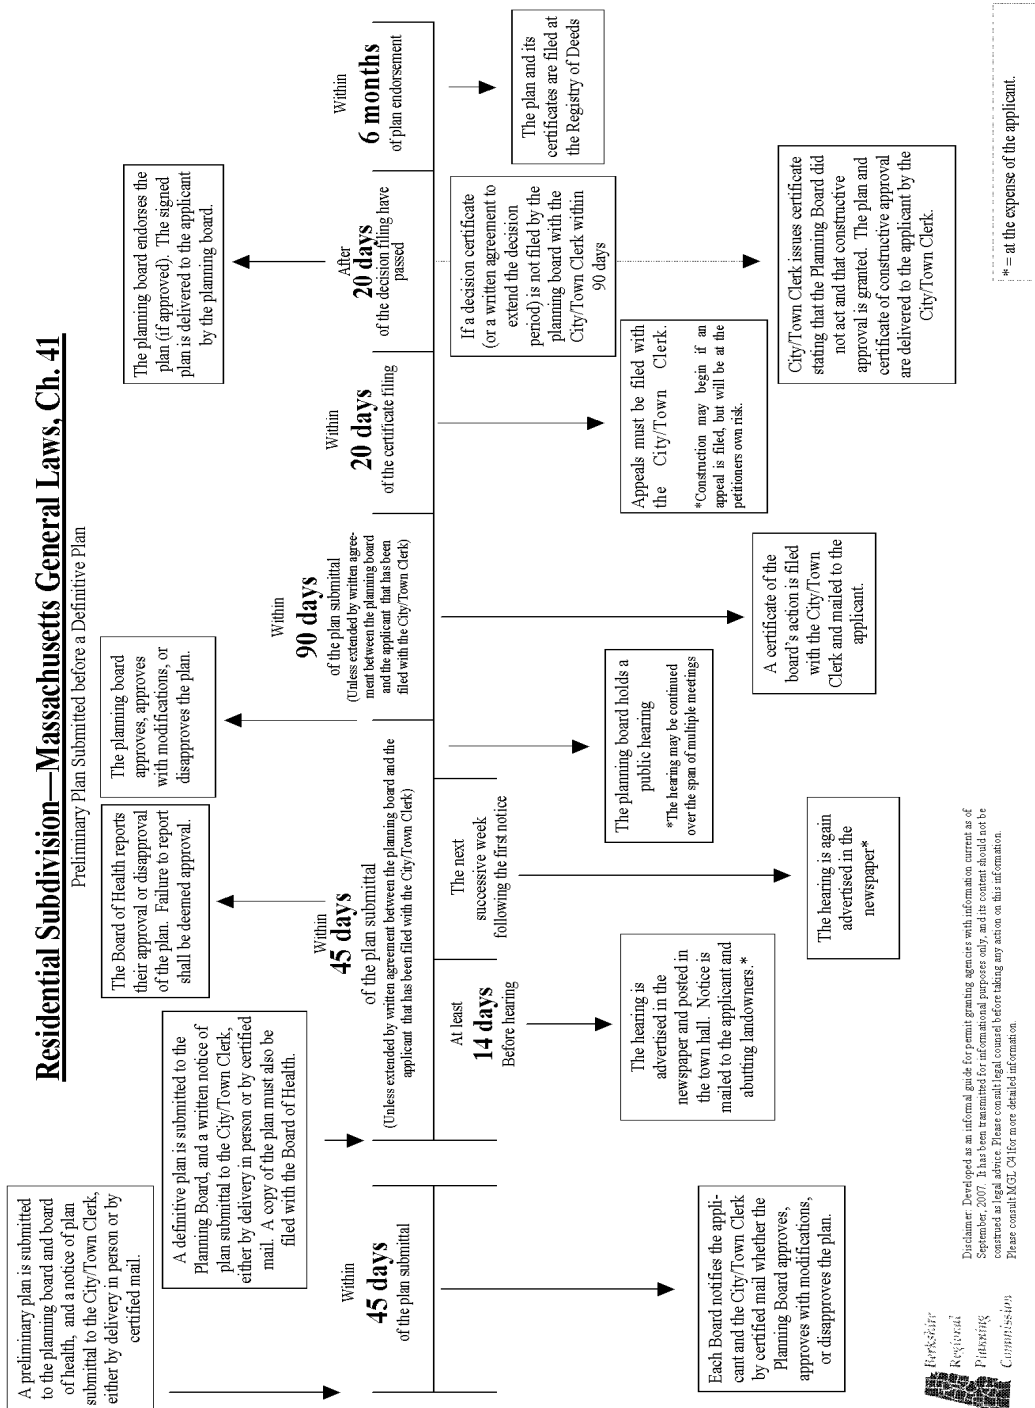 Residential Subdivision—Massachusetts General Laws, Ch. 41
Preliminary Plan Submitted before a Definitive Plan
A preliminary plan is submitted
to the planning board and board
of health, and a notice of plan
submittal to the City/Town Clerk,
either by delivery in person or by
certified mail.
Within
45 days
of the plan submittal
Each Board notifies the appli-
cant and the City/Town Clerk
by certified mail whether the
Planning Board approves,
approves with modifications,
or disapproves the plan.
A definitive plan is submitted to the
Planning Board, and a written notice of
plan submittal to the City/Town Clerk,
either by delivery in person or by certified
mail. A copy of the plan must also be
filed with the Board of Health.
The Board of Health reports
their approval or disapproval
of the plan. Failure to report
shall be deemed approval.
Within
45 days
of the plan submittal
(Unless extended by written agreement between the planning board and the
applicant that has been filed with the City/Town Clerk)
At least
14 days
Before hearing
The hearing is
advertised in the
newspaper and posted in
the town hall. Notice is
mailed to the applicant and
abutting landowners.*
The next
successive week
following the first notice
The hearing is again
advertised in the
newspaper*
The planning board holds a
public hearing
*The hearing may be continued
over the span of multiple meetings
The planning board
approves, approves
with modifications, or
disapproves the plan.
Within
90 days
of the plan submittal
(Unless extended by written agree-
ment between the planning board
and the applicant that has been
filed with the City/Town Clerk)
A certificate of the
board's action is filed
with the City/Town
Clerk and mailed to the
applicant.
Within
20 days
of the certificate filing
Appeals must be filed with
the City/Town Clerk.
*Construction may begin if an
appeal is filed, but will be at the
petitioners own risk.
The planning board endorses the
plan (if approved). The signed
plan is delivered to the applicant
by the planning board.
After
20 days
of the decision filing have
passed
If a decision certificate
(or a written agreement to
extend the decision
period) is not filed by the
planning board with the
City/Town Clerk within
90 days
City/Town Clerk issues certificate
stating that the Planning Board did
not act and that constructive
approval is granted. The plan and
certificate of constructive approval
are delivered to the applicant by the
City/Town Clerk.
Within
6 months
of plan endorsement
The plan and its
certificates are filed at
the Registry of Deeds
* = at the expense of the applicant.
Berkshire
Regional
Planning
Commission
Disclaimer: Developed as an informal guide for permit granting agencies with information current as of
September, 2007. It has been transmitted for informational purposes only, and its content should not be
construed as legal advice. Please consult legal counsel before taking any action on this information.
Please consult MGL C41for more detailed information.